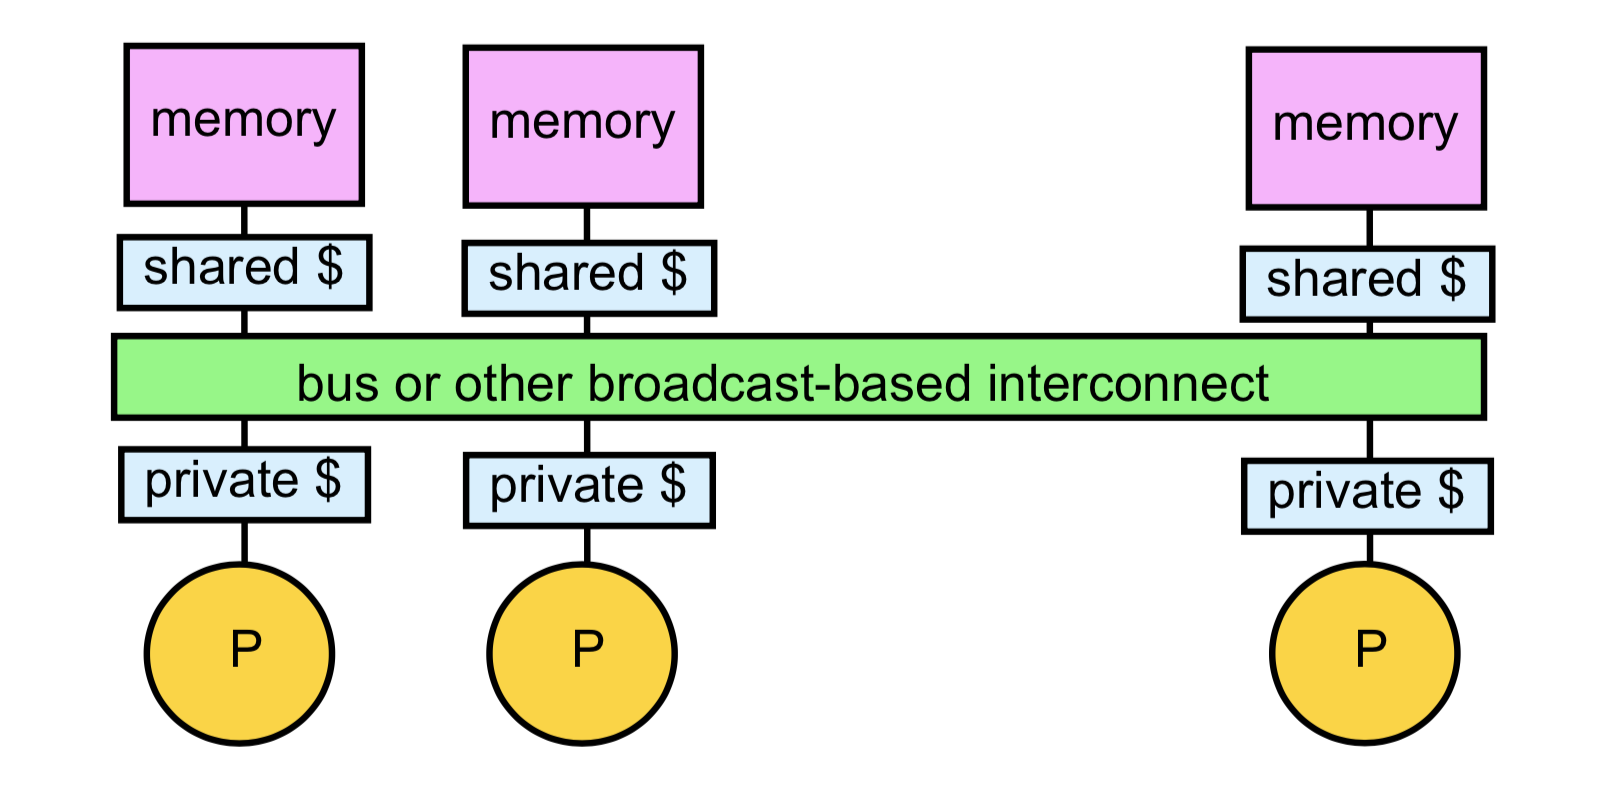 memory
memory
memory
shared $
shared $
shared $
bus or other broadcast-based interconnect
private $
private $
private $
P
P
P